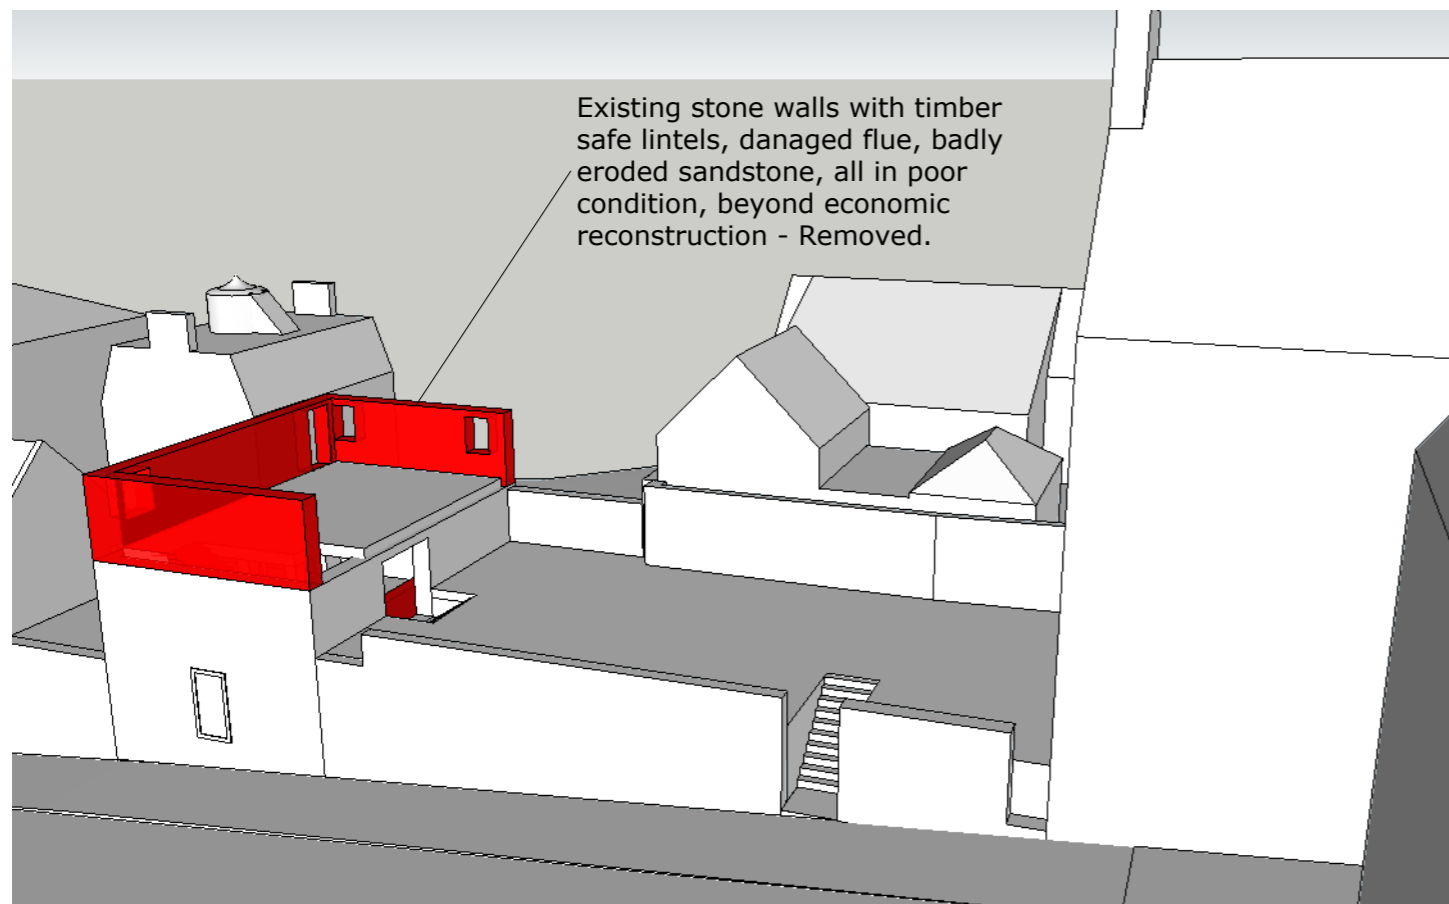 Existing stone walls with timber
safe lintels, danaged flue, badly
eroded sandstone, all in poor
condition, beyond economic
reconstruction - Removed.